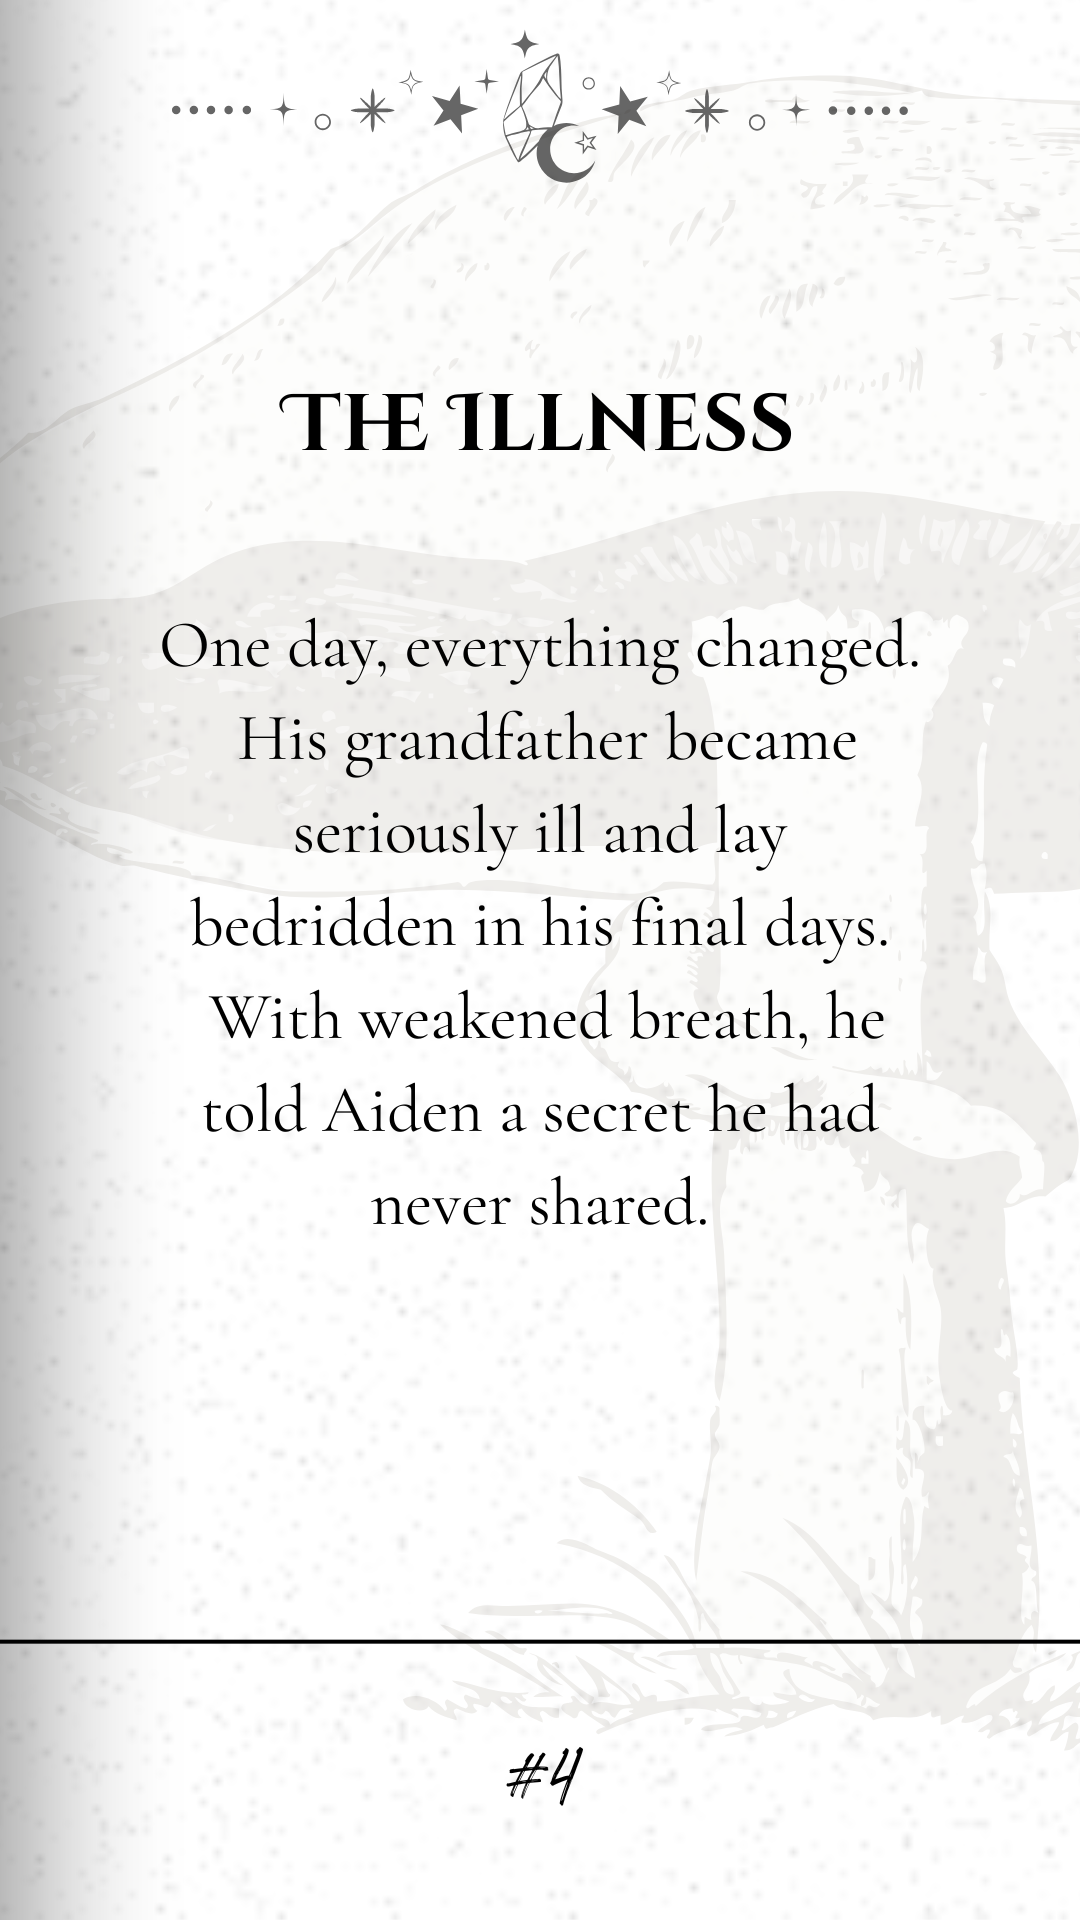 The Illness
One day, everything changed.
His grandfather became
seriously ill and lay
bedridden in his final days.
With weakened breath, he
told Aiden a secret he had
never shared.
#4